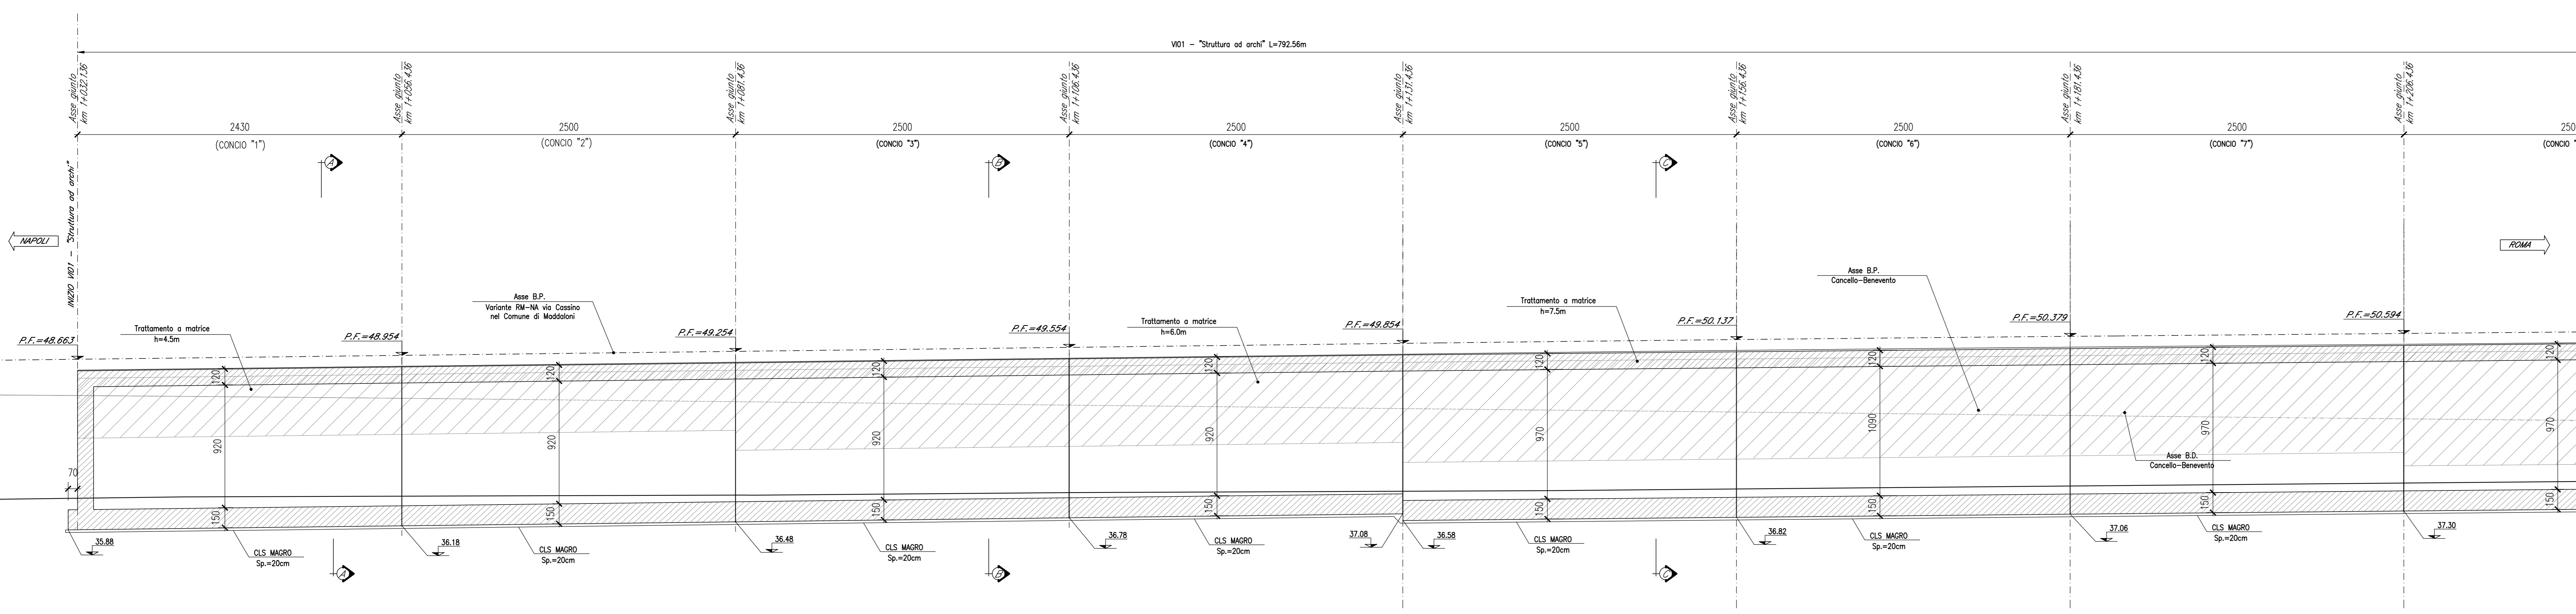 VI01 - "Struttura ad archi" L=792.56m
Asse giunto
km 1+032.136
Asse giunto
km 1+056.436
Asse giunto
km 1+081.436
Asse giunto
km 1+106.436
Asse giunto
km 1+131.436
Asse giunto
km 1+156.436
Asse giunto
km 1+181.436
Asse giunto
km 1+206.436
2430
(CONCIO "1")
2500
(CONCIO "2")
2500
(CONCIO "3")
2500
(CONCIO "4")
2500
(CONCIO "5")
2500
(CONCIO "6")
2500
(CONCIO "7")
250
(CONCIO "
A
B
C
INIZIO VI01 - "Struttura ad archi"
NAPOLI
ROMA
Asse B.P.
Cancello-Benevento
Asse B.P.
Variante RM-NA via Cassino
nel Comune di Maddaloni
Trattamento a matrice
h=4.5m
Trattamento a matrice
h=6.0m
Trattamento a matrice
h=7.5m
P.F.=48.663
P.F.=48.954
P.F.=49.254
P.F.=49.554
P.F.=49.854
P.F.=50.137
P.F.=50.379
P.F.=50.594
120
120
120
120
120
120
120
120
920
920
920
920
970
1090
970
970
Asse B.D.
Cancello-Benevento
70
150
150
150
150
150
150
150
150
35.88
36.18
36.48
36.78
37.08
36.58
36.82
37.06
37.30
CLS MAGRO
Sp.=20cm
CLS MAGRO
Sp.=20cm
CLS MAGRO
Sp.=20cm
CLS MAGRO
Sp.=20cm
CLS MAGRO
Sp.=20cm
CLS MAGRO
Sp.=20cm
CLS MAGRO
Sp.=20cm
A
B
C